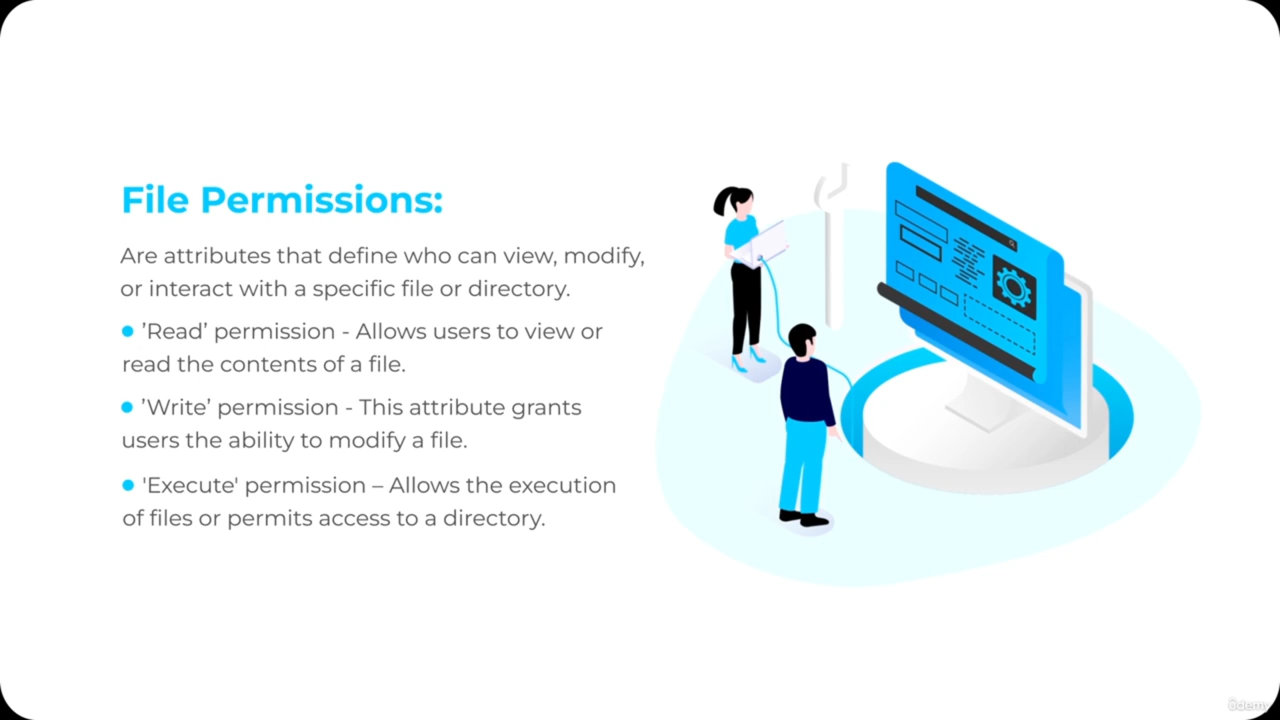 File Permissions:
Are attributes that define who can view, modify,
or interact with a specific file or directory.
● ’Read’ permission - Allows users to view or
read the contents of a file.
● ’Write’ permission - This attribute grants
users the ability to modify a file.
● 'Execute' permission – Allows the execution
of files or permits access to a directory.
ûdemy